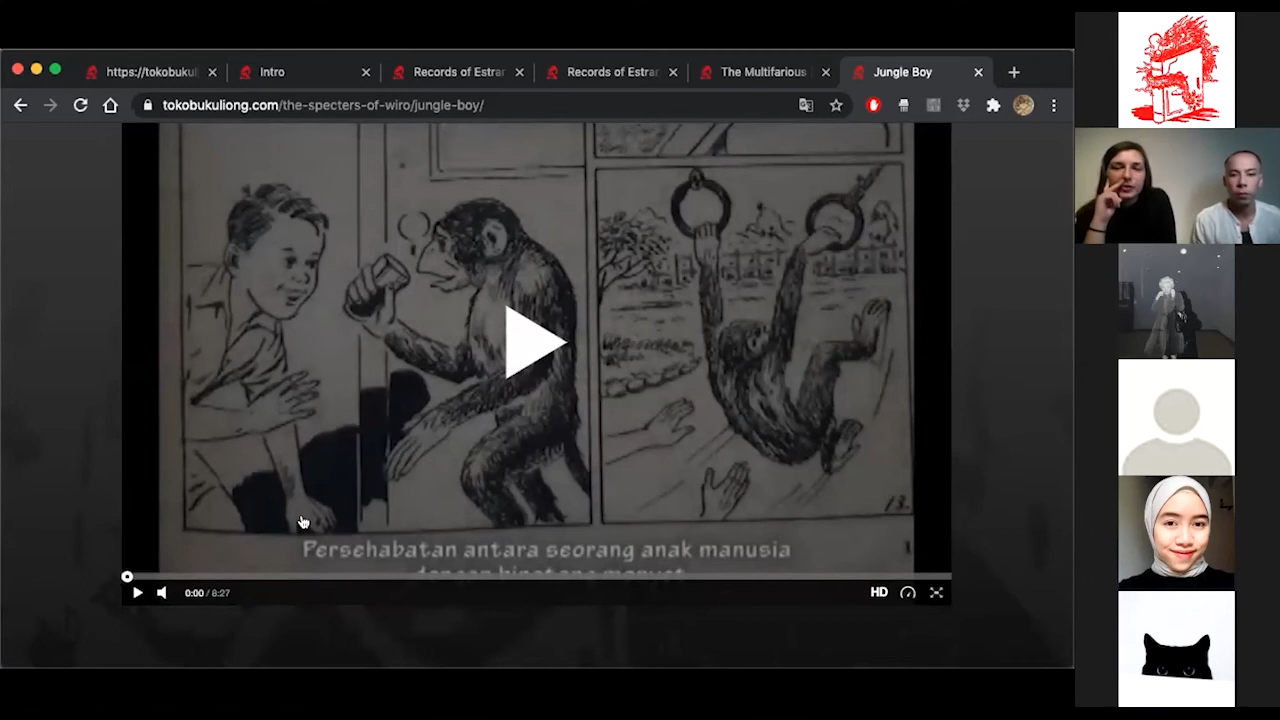 https://tokobukul
Intro
Records of Estrar
Records of Estrar
The Multifarious
Jungle Boy
tokobukuliong.com/the-specters-of-wiro/jungle-boy/
13.
Persehabatan antara seorang anak manusia
0:00 / 8:27
HD